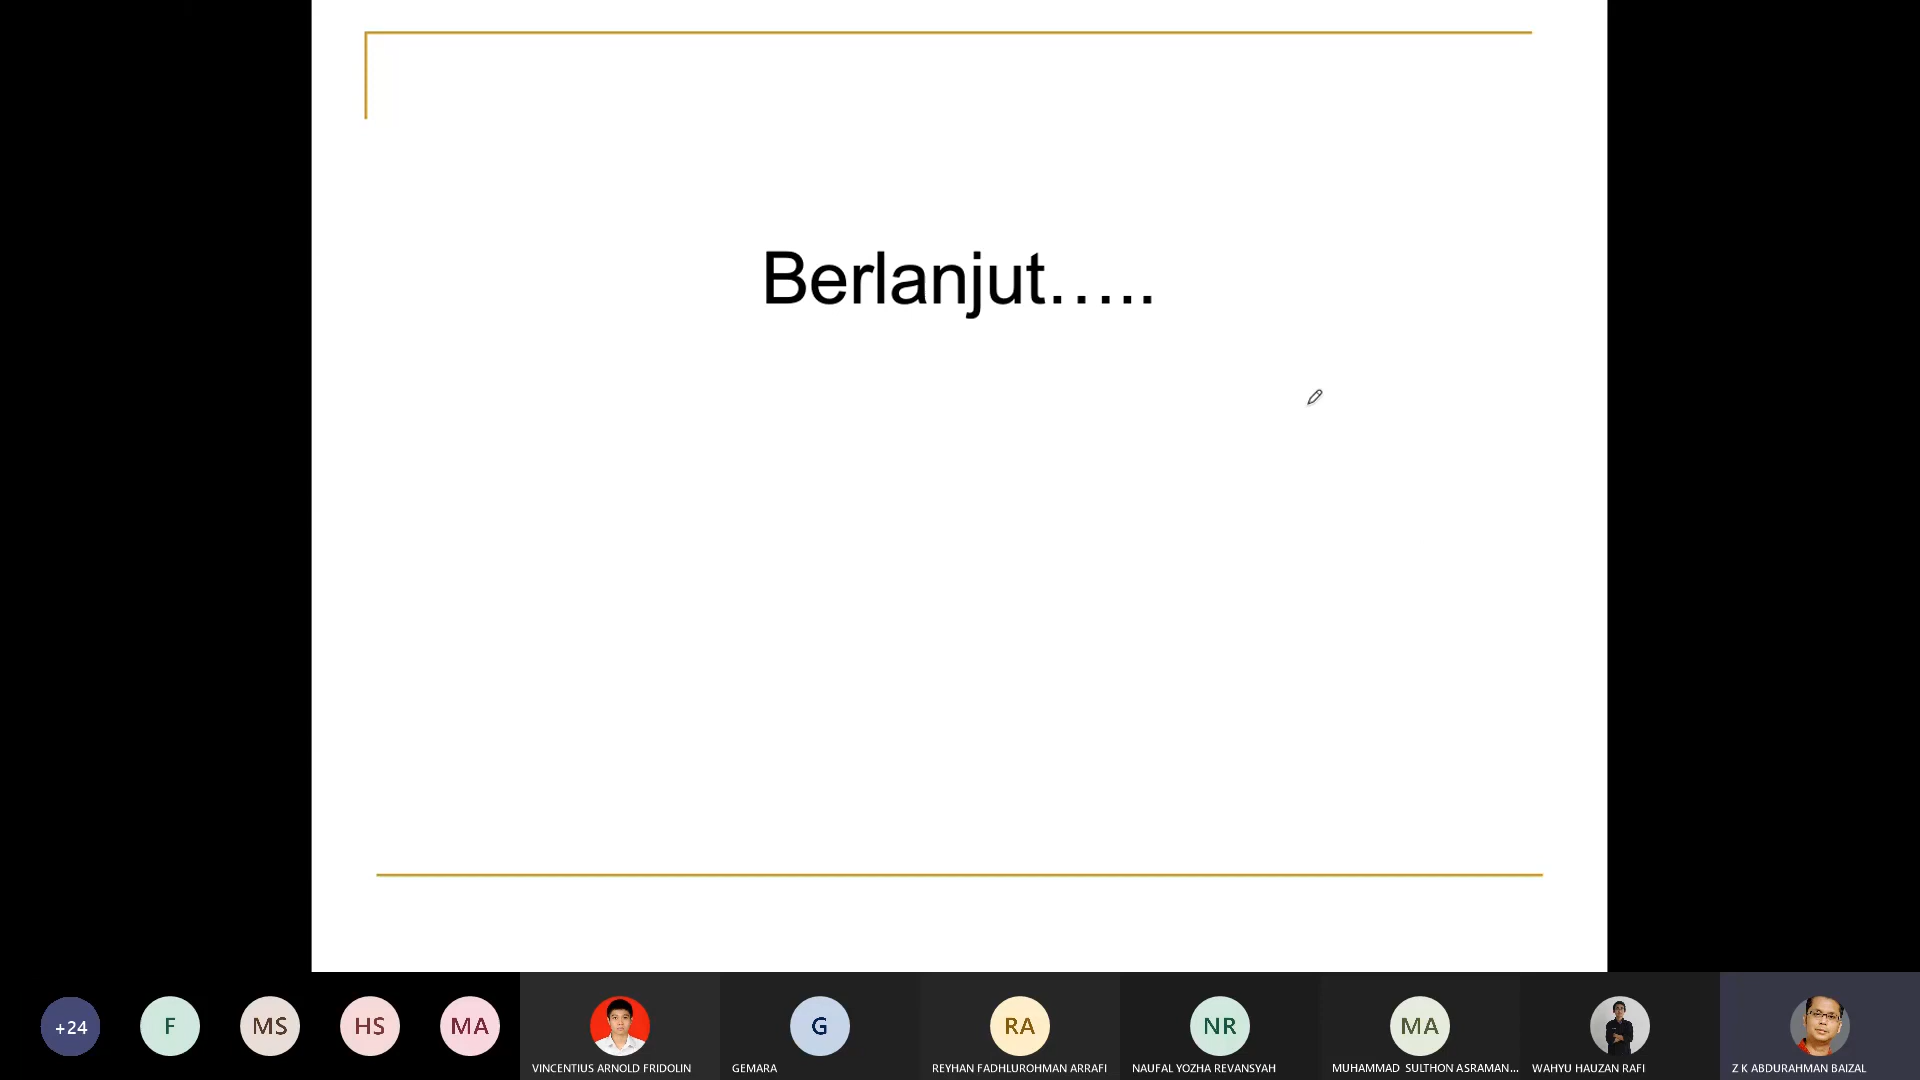 Berlanjut.....
+24
F
MS
HS
MA
G
RA
NR
MA
VINCENTIUS ARNOLD FRIDOLIN
GEMARA
REYHAN FADHLUROHMAN ARRAFI
NAUFAL YOZHA REVANSYAH
MUHAMMAD SULTHON ASRAMAN...
WAHYU HAUZAN RAFI
Z K ABDURAHMAN BAIZAL